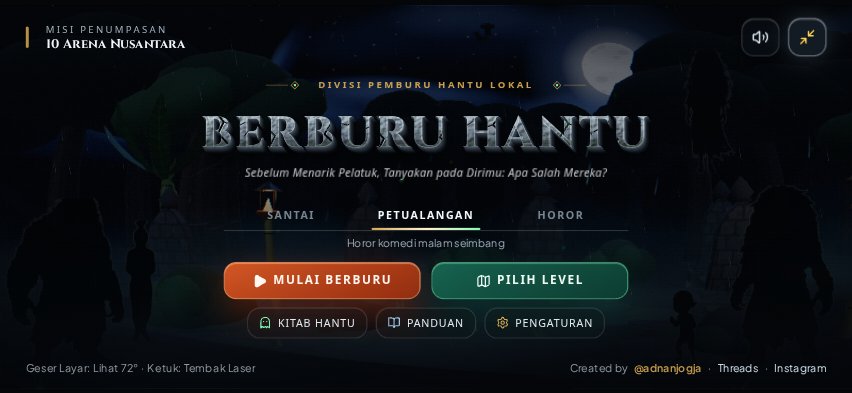 MISI PENUMPASAN
10 ARENA NUSANTARA
DIVISI PEMBURU HANTU LOKAL
BERBURU HANTU
Sebelum Menarik Pelatuk, Tanyakan pada Dirimu: Apa Salah Mereka?
SANTAI PETUALANGAN HOROR
Horor komedi malam seimbang
MULAI BERBURU PILIH LEVEL
KITAB HANTU PANDUAN PENGATURAN
Geser Layar: Lihat 72° · Ketuk: Tembak Laser
Created by @adnanjogja · Threads · Instagram